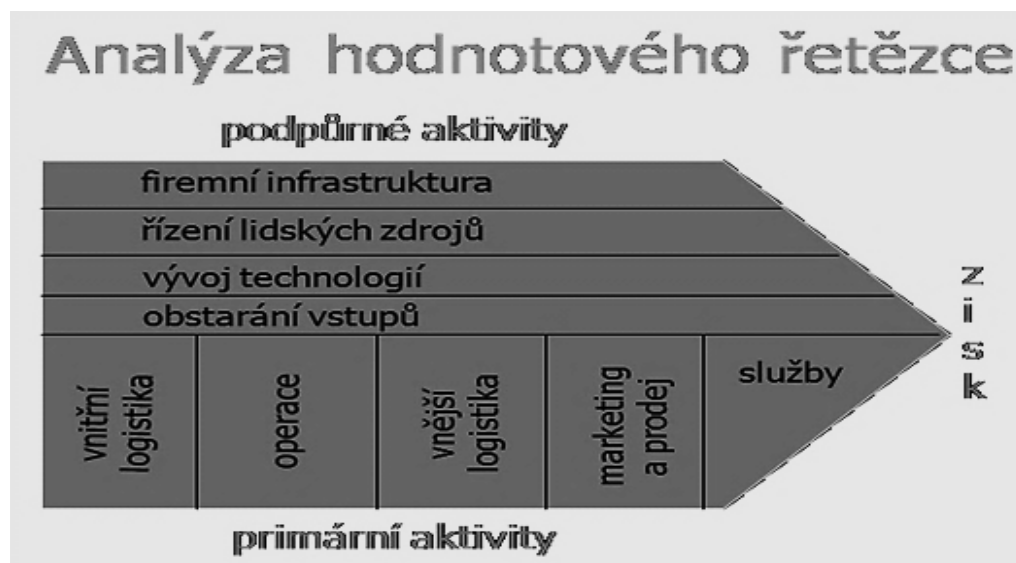 Analýza hodnotového řetězce
podpůrné aktivity
firemní infrastruktura
řízení lidských zdrojů
vývoj technologií
obstarání vstupů
vnitřní
logistika
operace
vnější
logistika
marketing
a prodej
služby
zisk
primární aktivity